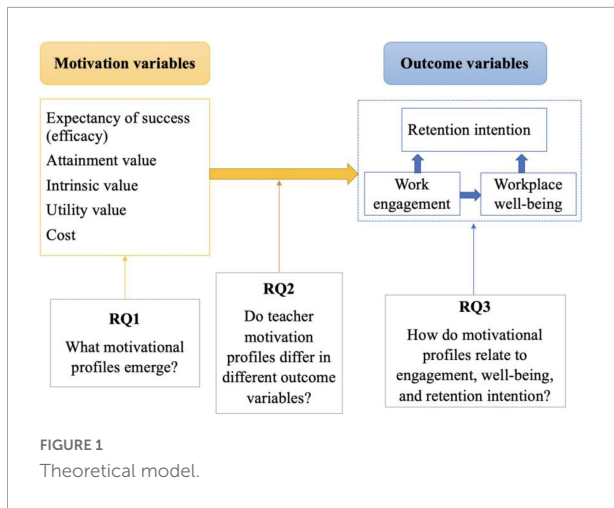 Motivation variables
Outcome variables
Expectancy of success
(efficacy)
Attainment value
Intrinsic value
Utility value
Cost
Retention intention
Work
engagement
Workplace
well-being
RQ1
What motivational
profiles emerge?
RQ2
Do teacher
motivation
profiles differ in
different outcome
variables?
RQ3
How do motivational
profiles relate to
engagement, well-being,
and retention intention?
FIGURE 1
Theoretical model.